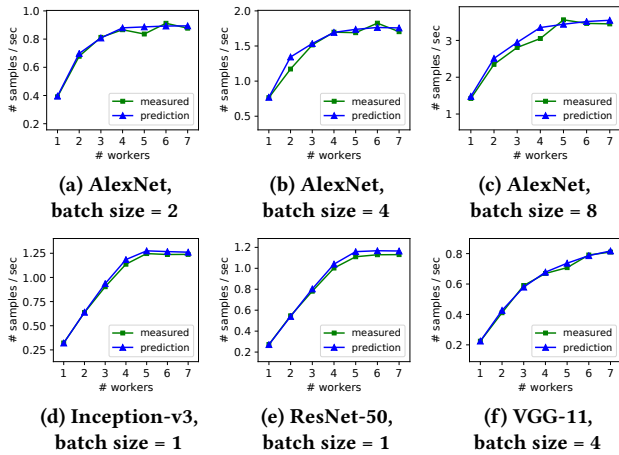 # samples / sec
1.0
0.8
0.6
0.4
0.2
measured
prediction
1 2 3 4 5 6 7
# workers
(a) AlexNet,
batch size = 2
# samples / sec
2.0
1.5
1.0
0.5
measured
prediction
1 2 3 4 5 6 7
# workers
(b) AlexNet,
batch size = 4
# samples / sec
3
2
1
measured
prediction
1 2 3 4 5 6 7
# workers
(c) AlexNet,
batch size = 8
# samples / sec
1.25
1.00
0.75
0.50
0.25
measured
prediction
1 2 3 4 5 6 7
# workers
(d) Inception-v3,
batch size = 1
# samples / sec
1.2
1.0
0.8
0.6
0.4
0.2
measured
prediction
1 2 3 4 5 6 7
# workers
(e) ResNet-50,
batch size = 1
# samples / sec
0.8
0.6
0.4
0.2
measured
prediction
1 2 3 4 5 6 7
# workers
(f) VGG-11,
batch size = 4